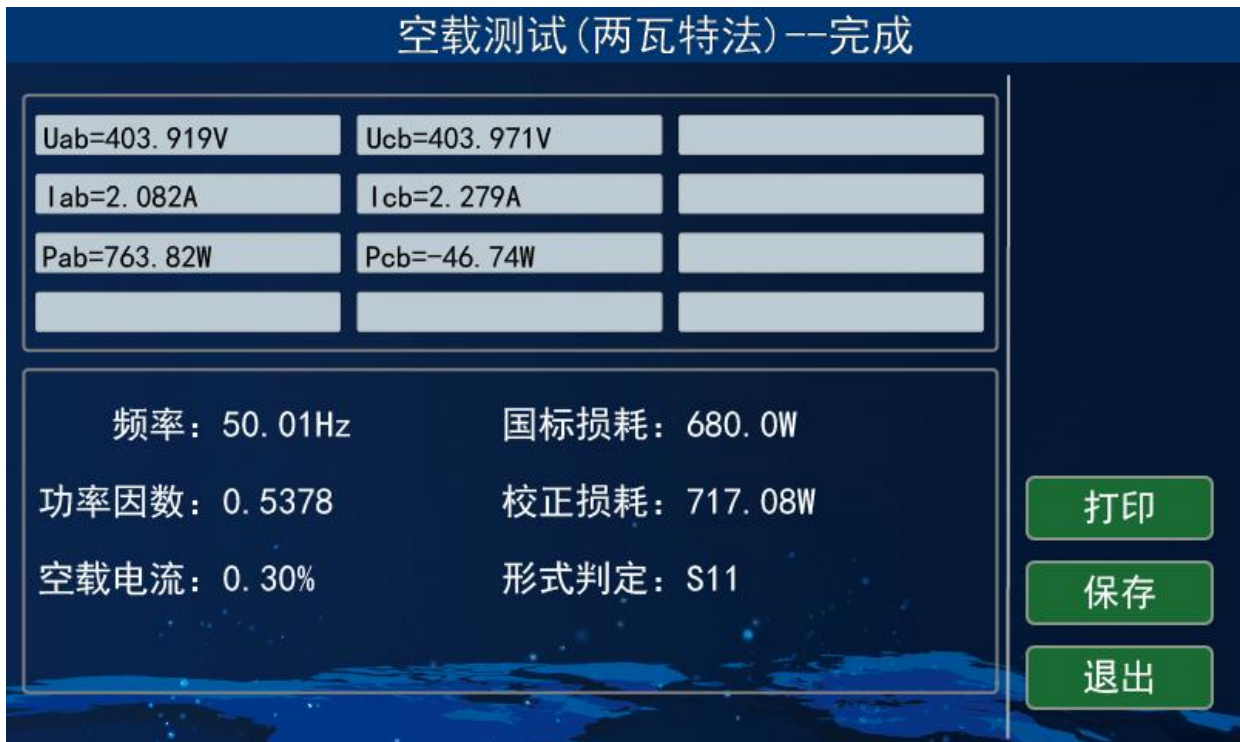 空载测试(两瓦特法)--完成
Uab=403.919V Ucb=403.971V
Iab=2.082A Icb=2.279A
Pab=763.82W Pcb=-46.74W
频率: 50.01Hz 国标损耗: 680.0W
功率因数: 0.5378 校正损耗: 717.08W
空载电流: 0.30% 形式判定: S11
打印
保存
退出